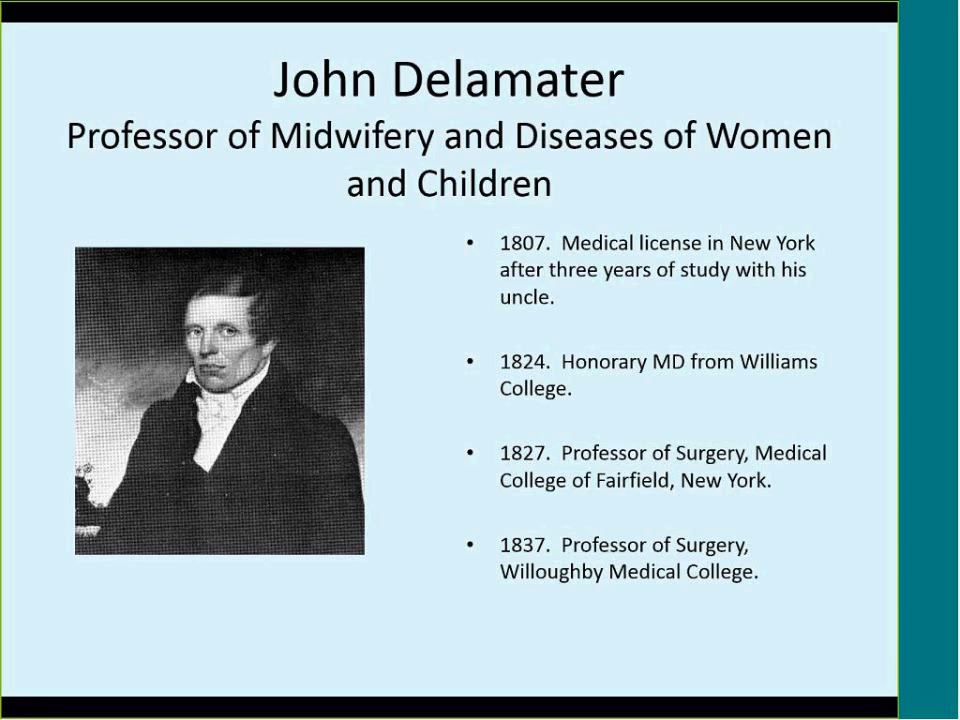 John Delamater
Professor of Midwifery and Diseases of Women
and Children
• 1807.  Medical license in New York
after three years of study with his
uncle.
• 1824.  Honorary MD from Williams
College.
• 1827.  Professor of Surgery, Medical
College of Fairfield, New York.
• 1837.  Professor of Surgery,
Willoughby Medical College.